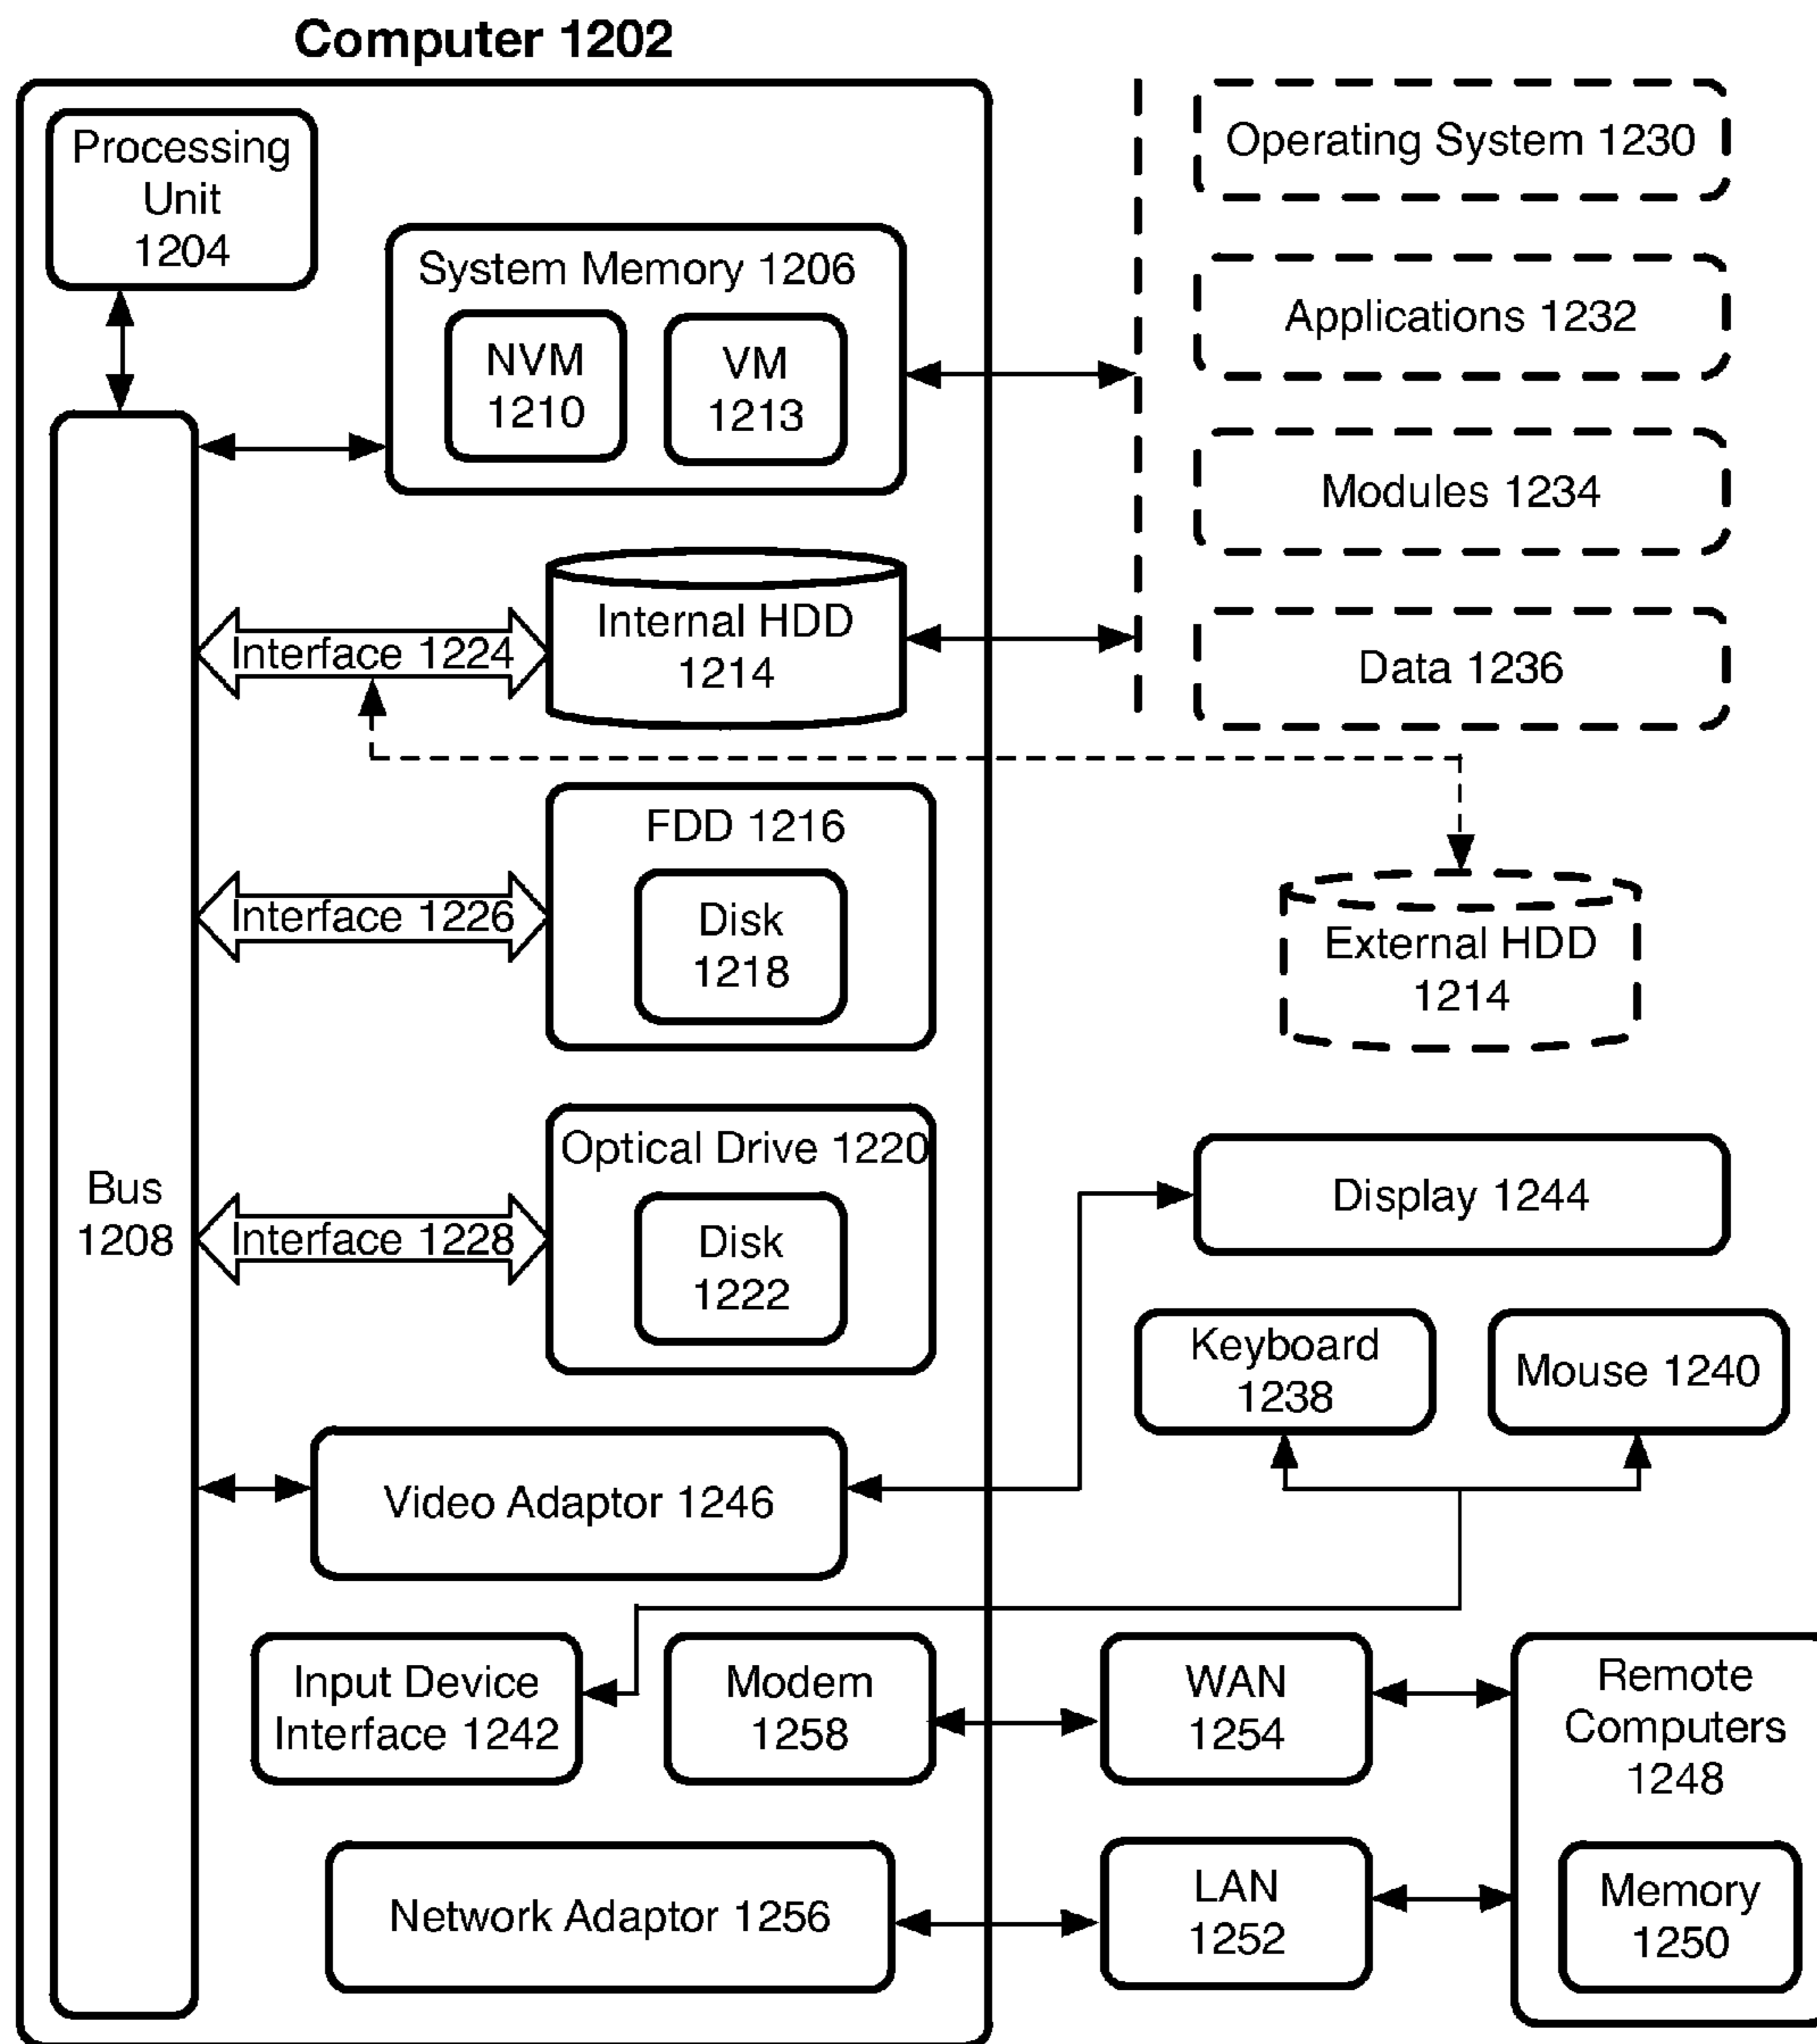 Computer 1202
Processing
Unit
1204
System Memory 1206
NVM
1210
VM
1213
Operating System 1230
Applications 1232
Modules 1234
Data 1236
Interface 1224
Internal HDD
1214
FDD 1216
Interface 1226
Disk
1218
External HDD
1214
Bus
1208
Optical Drive 1220
Interface 1228
Disk
1222
Display 1244
Keyboard
1238
Mouse 1240
Video Adaptor 1246
Input Device
Interface 1242
Modem
1258
WAN
1254
Remote
Computers
1248
Network Adaptor 1256
LAN
1252
Memory
1250